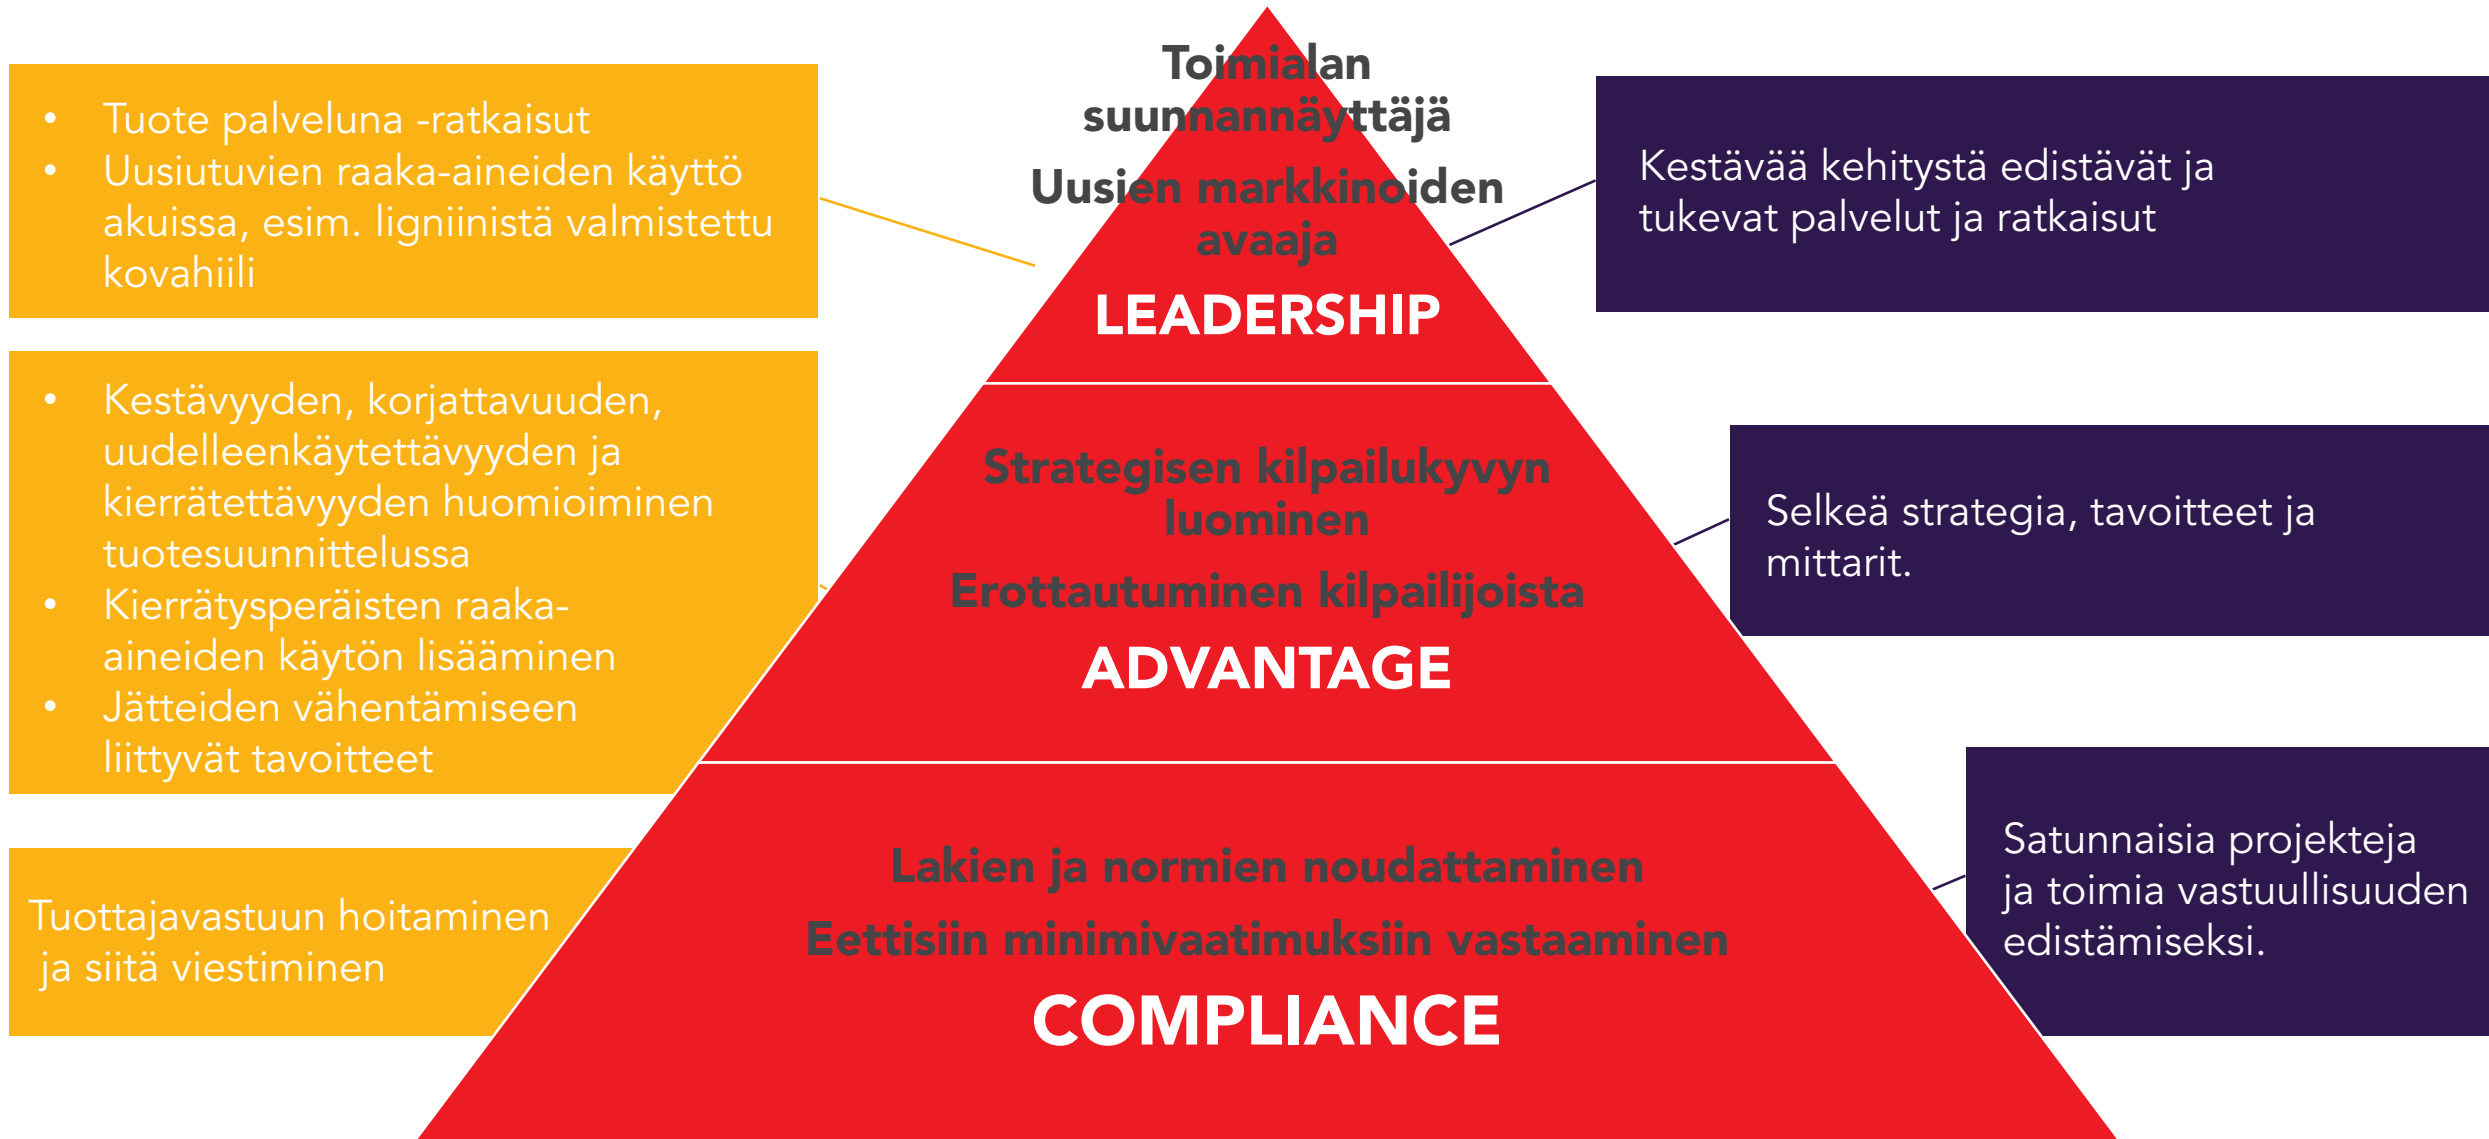 Toimialan
suunnannäyttäjä
Uusien markkinoiden
avaaja
LEADERSHIP
• Tuote palveluna -ratkaisut
• Uusiutuvien raaka-aineiden käyttö
akuissa, esim. ligniinistä valmistettu
kovahiili
Kestävää kehitystä edistävät ja
tukevat palvelut ja ratkaisut
• Kestävyyden, korjattavuuden,
uudelleenkäytettävyyden ja
kierrätettävyyden huomioiminen
tuotesuunnittelussa
• Kierrätysperäisten raaka-
aineiden käytön lisääminen
• Jätteiden vähentämiseen
liittyvät tavoitteet
Strategisen kilpailukyvyn
luominen
Erottautuminen kilpailijoista
ADVANTAGE
Selkeä strategia, tavoitteet ja
mittarit.
Tuottajavastuun hoitaminen
ja siitä viestiminen
Lakien ja normien noudattaminen
Eettisiin minimivaatimuksiin vastaaminen
COMPLIANCE
Satunnaisia projekteja
ja toimia vastuullisuuden
edistämiseksi.